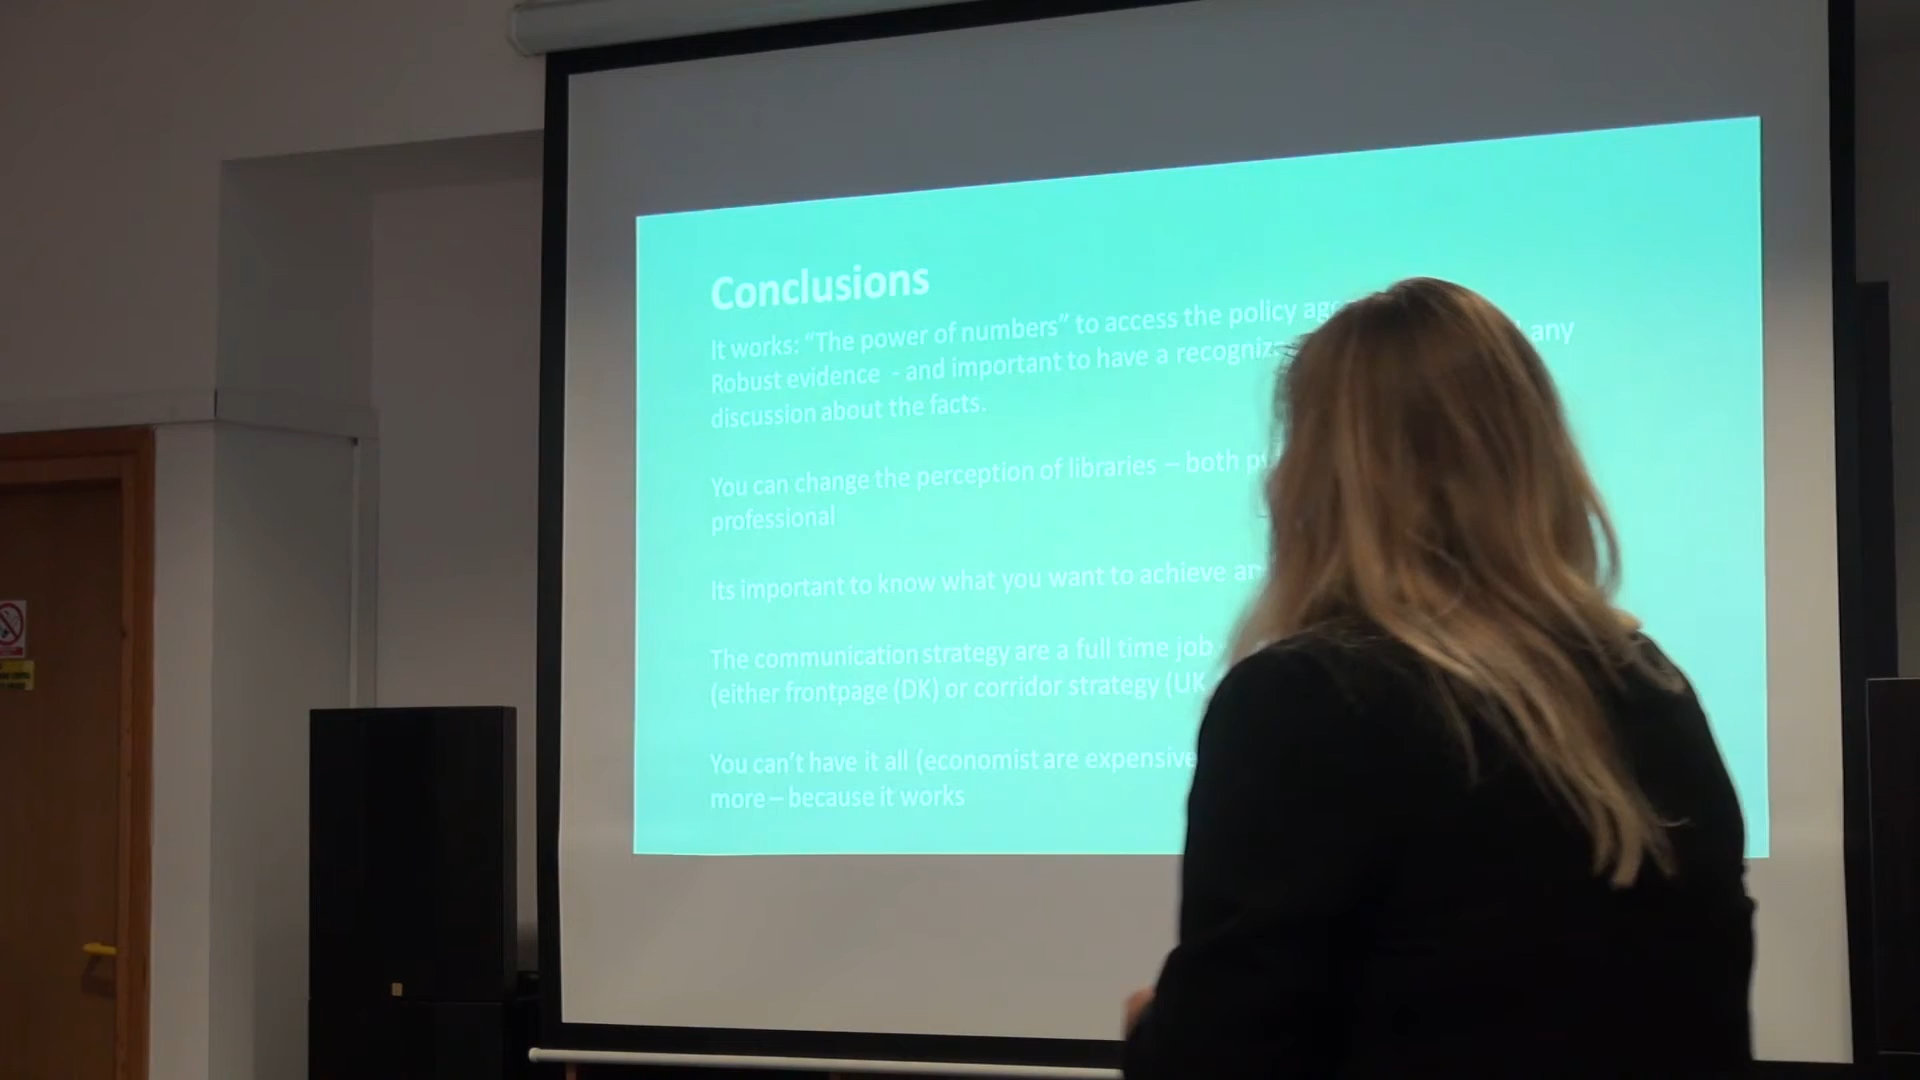 Conclusions
It works: “The power of numbers” to access the policy
Robust evidence - and important to have a any
discussion about the facts.
You can change the perception of libraries – both
professional
Its important to know what you want to achieve
The communication strategy are a full time job
(either frontpage (DK) or corridor strategy (UK
You can’t have it all (economist are expensive
more – because it works